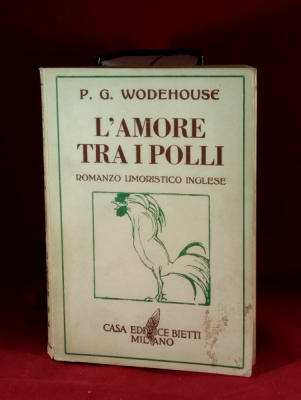 P. G. WODEHOUSE
L'AMORE
TRA I POLLI
ROMANZO UMORISTICO INGLESE
CASA EDITRICE BIETTI
MILANO